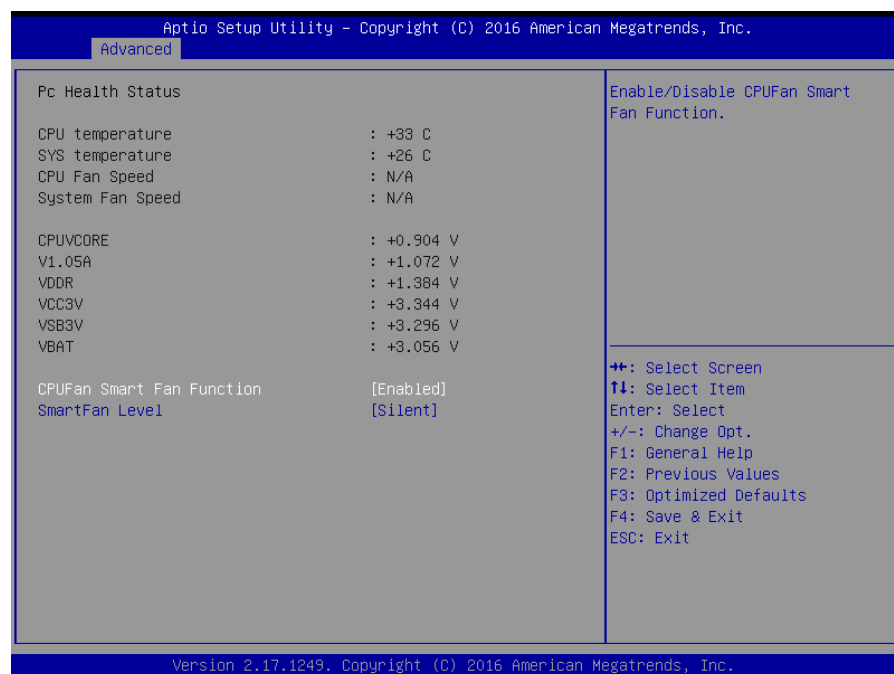 Aptio Setup Utility – Copyright (C) 2016 American Megatrends, Inc.
Advanced
Pc Health Status
CPU temperature : +33 C
SYS temperature : +26 C
CPU Fan Speed : N/A
System Fan Speed : N/A
CPUVCORE : +0.904 V
V1.05A : +1.072 V
VDDR : +1.384 V
VCC3V : +3.344 V
VSB3V : +3.296 V
VBAT : +3.056 V
CPUFan Smart Fan Function [Enabled]
SmartFan Level [Silent]
Enable/Disable CPUFan Smart
Fan Function.
→←: Select Screen
↑↓: Select Item
Enter: Select
+/-: Change Opt.
F1: General Help
F2: Previous Values
F3: Optimized Defaults
F4: Save & Exit
ESC: Exit
Version 2.17.1249. Copyright (C) 2016 American Megatrends, Inc.